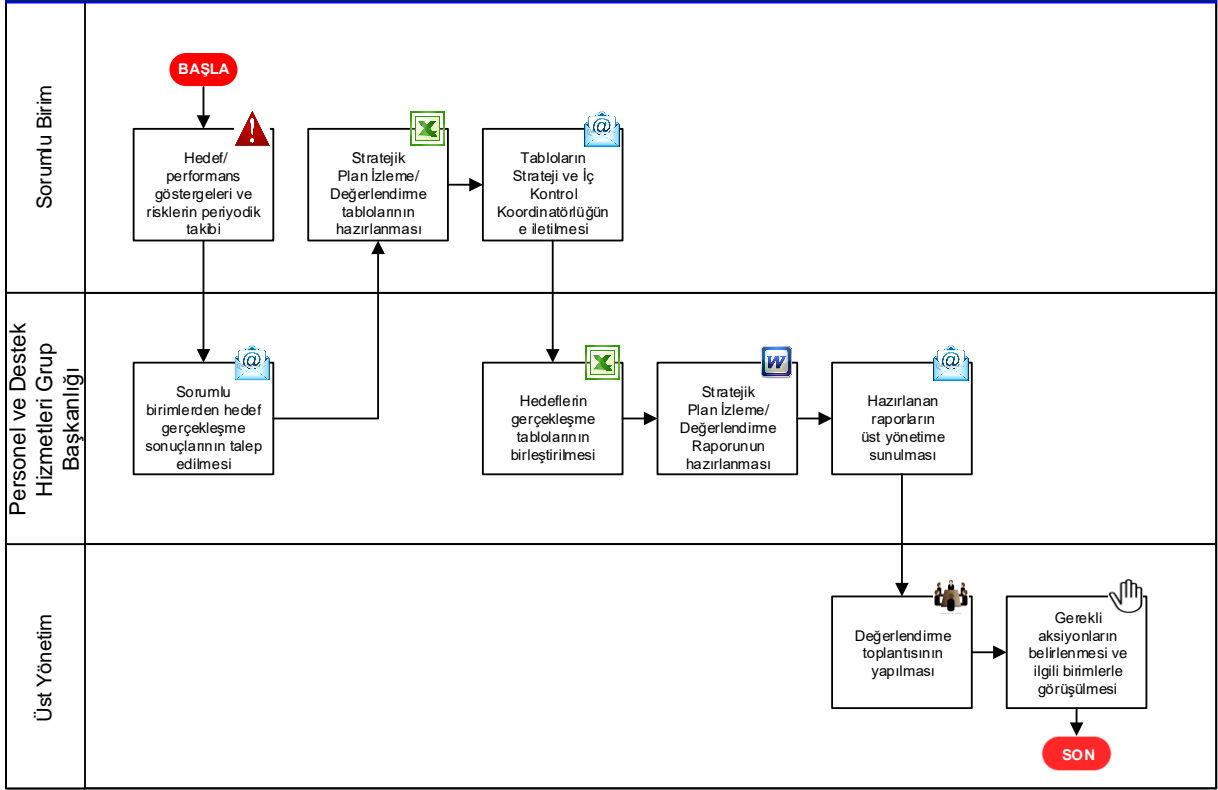 Sorumlu Birim
BAŞLA
Hedef/
performans
göstergeleri ve
risklerin periyodik
takibi
Stratejik
Plan İzleme/
Değerlendirme
tablolarının
hazırlanması
Tabloların
Strateji ve İç
Kontrol
Koordinatörlüğün
e iletilmesi
Personel ve Destek
Hizmetleri Grup
Başkanlığı
Sorumlu
birimlerden hedef
gerçekleşme
sonuçlarının talep
edilmesi
Hedeflerin
gerçekleşme
tablolarının
birleştirilmesi
Stratejik
Plan İzleme/
Değerlendirme
Raporunun
hazırlanması
Hazırlanan
raporların
üst yönetime
sunulması
Üst Yönetim
Değerlendirme
toplantısının
yapılması
Gerekli
aksiyonların
belirlenmesi ve
ilgili birimlerle
görüşülmesi
SON